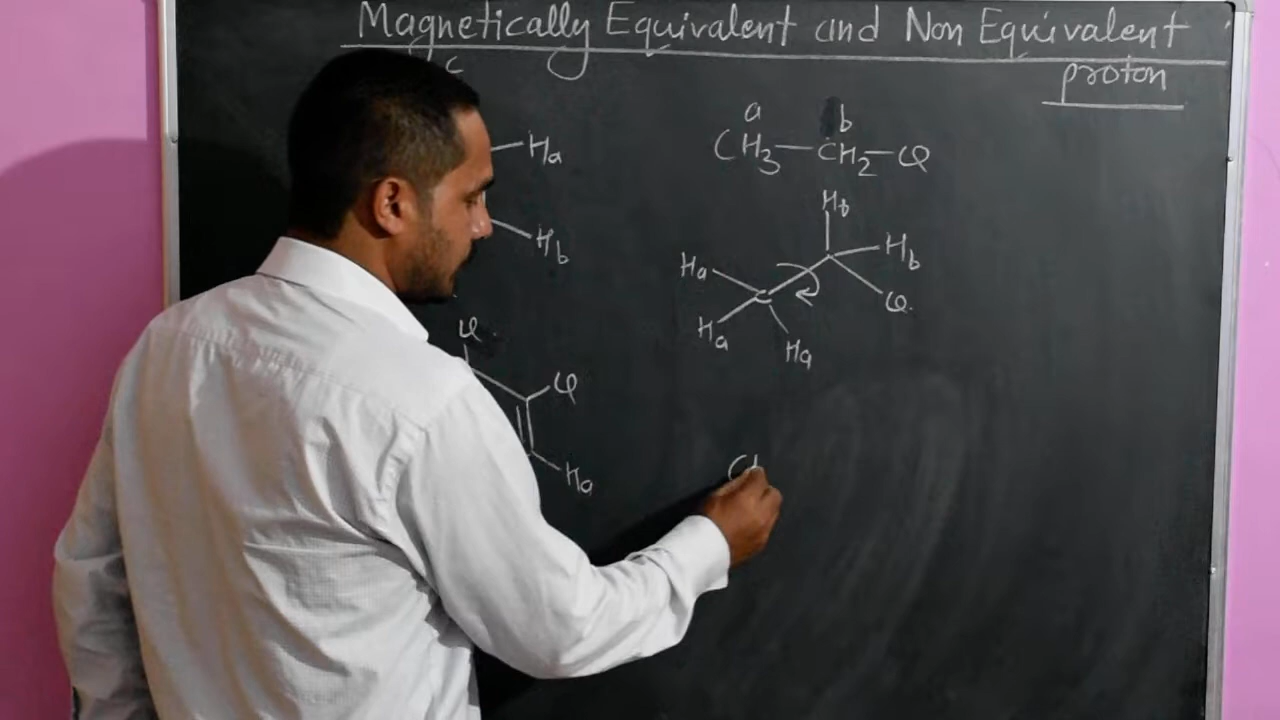 Magnetically Equivalent and Non Equivalent
proton
c
a
b
CH3—CH2—Cl
Ha
Hb
Hb
Ha
Hb
C
Cl
Ha
Ha
Cl
Cl
Ha
C